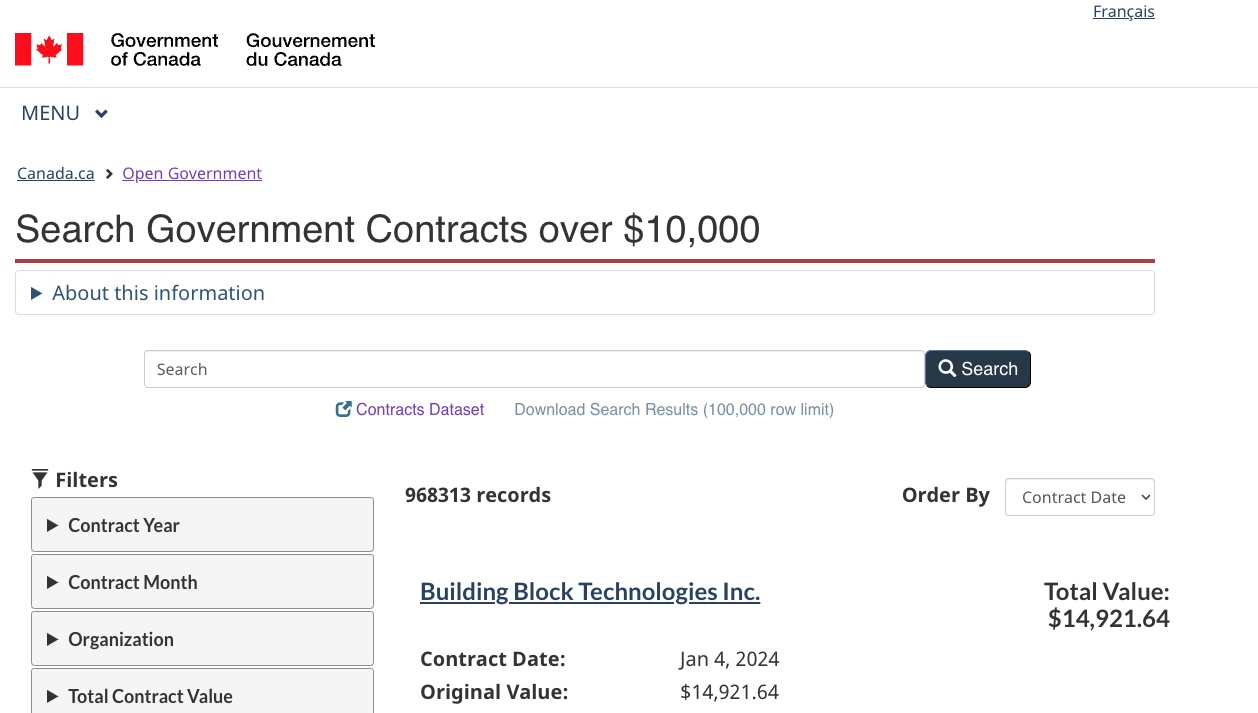 Français
Government of Canada
Gouvernement du Canada
MENU
Canada.ca > Open Government
Search Government Contracts over $10,000
About this information
Search
Search
Contracts Dataset
Download Search Results (100,000 row limit)
Filters
Contract Year
Contract Month
Organization
Total Contract Value
968313 records
Order By
Contract Date
Building Block Technologies Inc.
Total Value:
$14,921.64
Contract Date: Jan 4, 2024
Original Value: $14,921.64